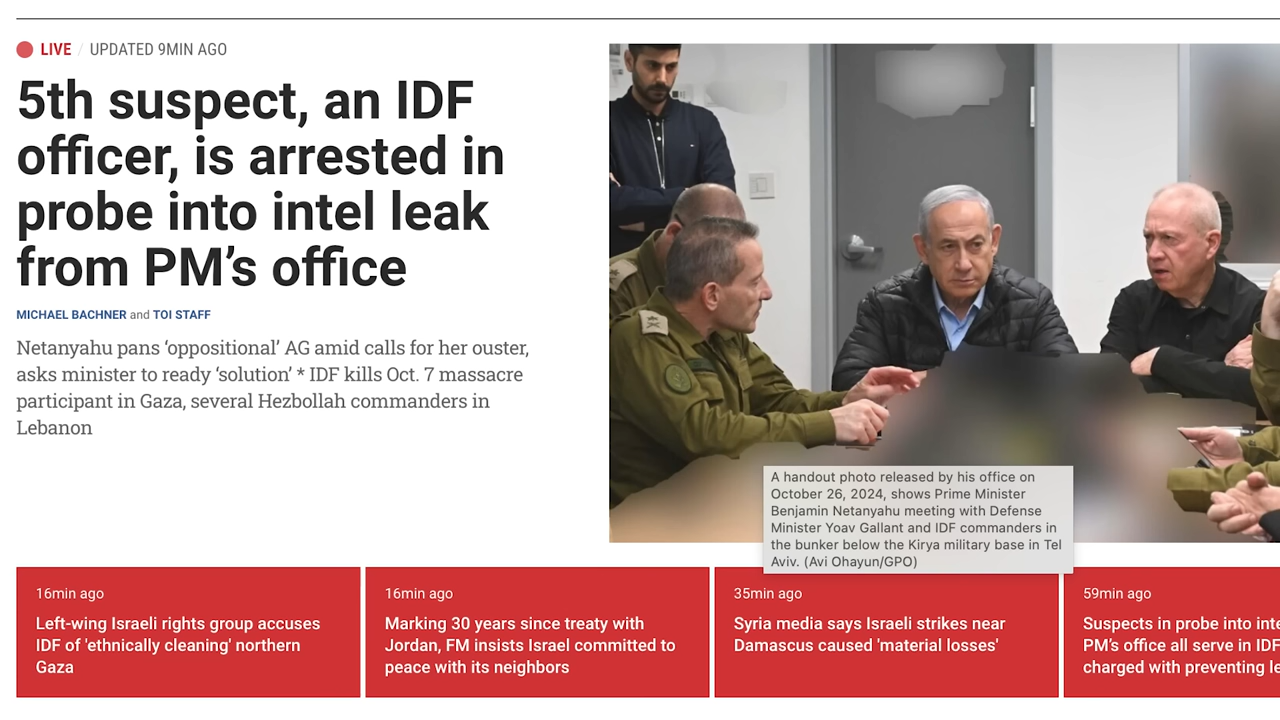 LIVE / UPDATED 9MIN AGO
5th suspect, an IDF
officer, is arrested in
probe into intel leak
from PM’s office
MICHAEL BACHNER and TOI STAFF
Netanyahu pans ‘oppositional’ AG amid calls for her ouster,
asks minister to ready ‘solution’ * IDF kills Oct. 7 massacre
participant in Gaza, several Hezbollah commanders in
Lebanon
A handout photo released by his office on
October 26, 2024, shows Prime Minister
Benjamin Netanyahu meeting with Defense
Minister Yoav Gallant and IDF commanders in
the bunker below the Kirya military base in Tel
Aviv. (Avi Ohayun/GPO)
16min ago
Left-wing Israeli rights group accuses
IDF of 'ethnically cleaning' northern
Gaza
16min ago
Marking 30 years since treaty with
Jordan, FM insists Israel committed to
peace with its neighbors
35min ago
Syria media says Israeli strikes near
Damascus caused 'material losses'
59min ago
Suspects in probe into
PM’s office all serve in IDF
charged with preventing